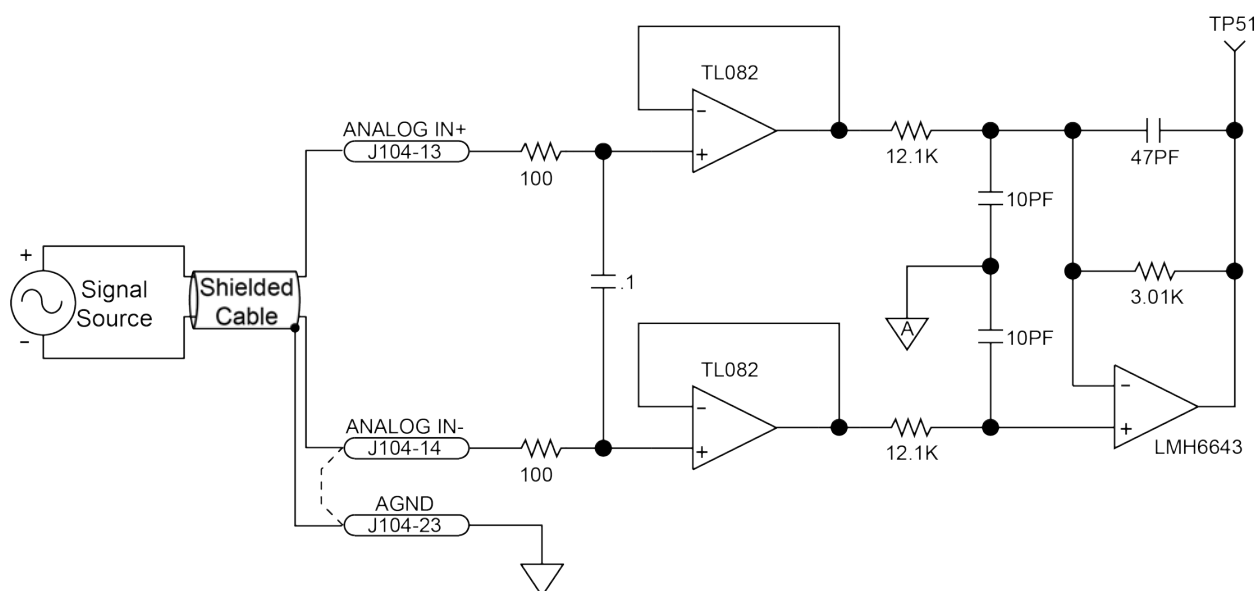 TP51
TL082
-
+
ANALOG IN+
J104-13
100
12.1K
47PF
10PF
+
-
Signal
Source
Shielded
Cable
.1
3.01K
A
10PF
TL082
-
+
ANALOG IN-
J104-14
100
12.1K
-
+
LMH6643
AGND
J104-23